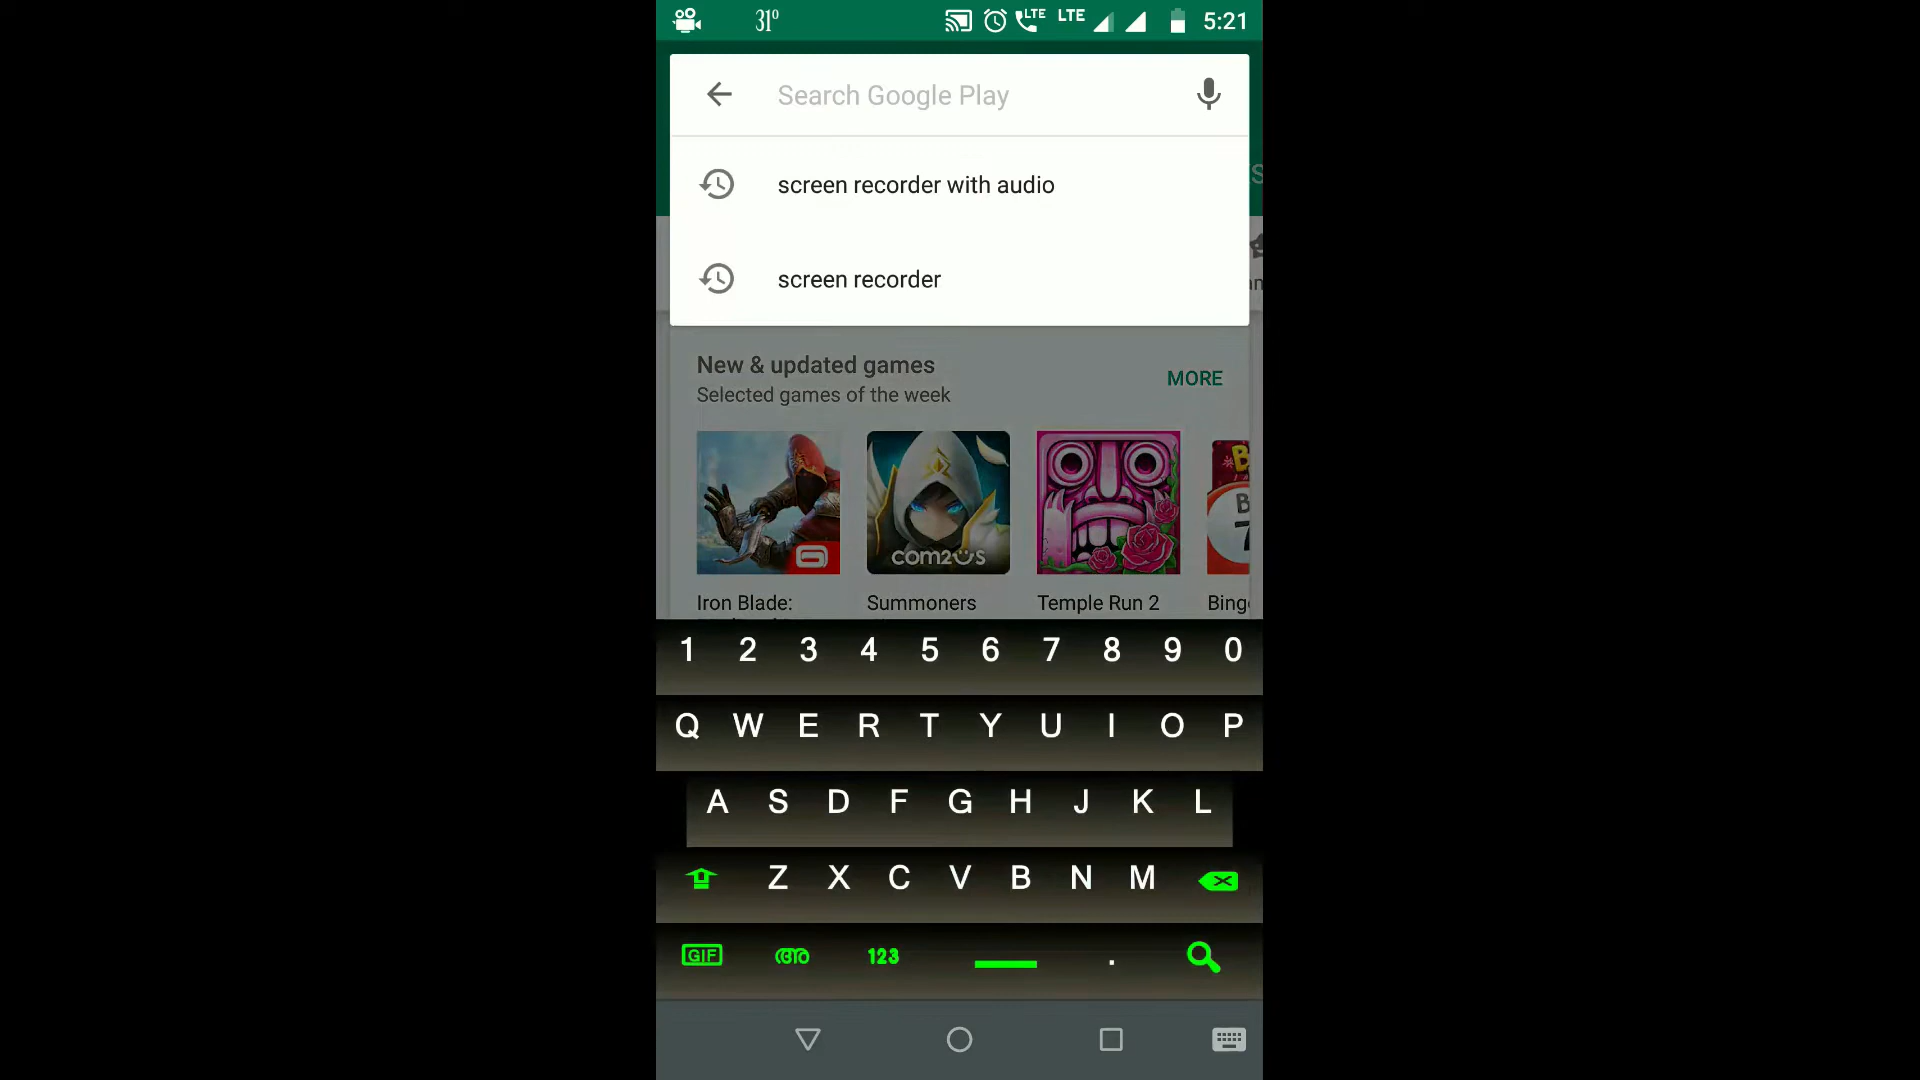 31° LTE LTE 5:21
Search Google Play
screen recorder with audio
screen recorder
New & updated games
MORE
Selected games of the week
com2us
Iron Blade: Summoners Temple Run 2
1 2 3 4 5 6 7 8 9 0
Q W E R T Y U I O P
A S D F G H J K L
Z X C V B N M
GIF അ 123 .